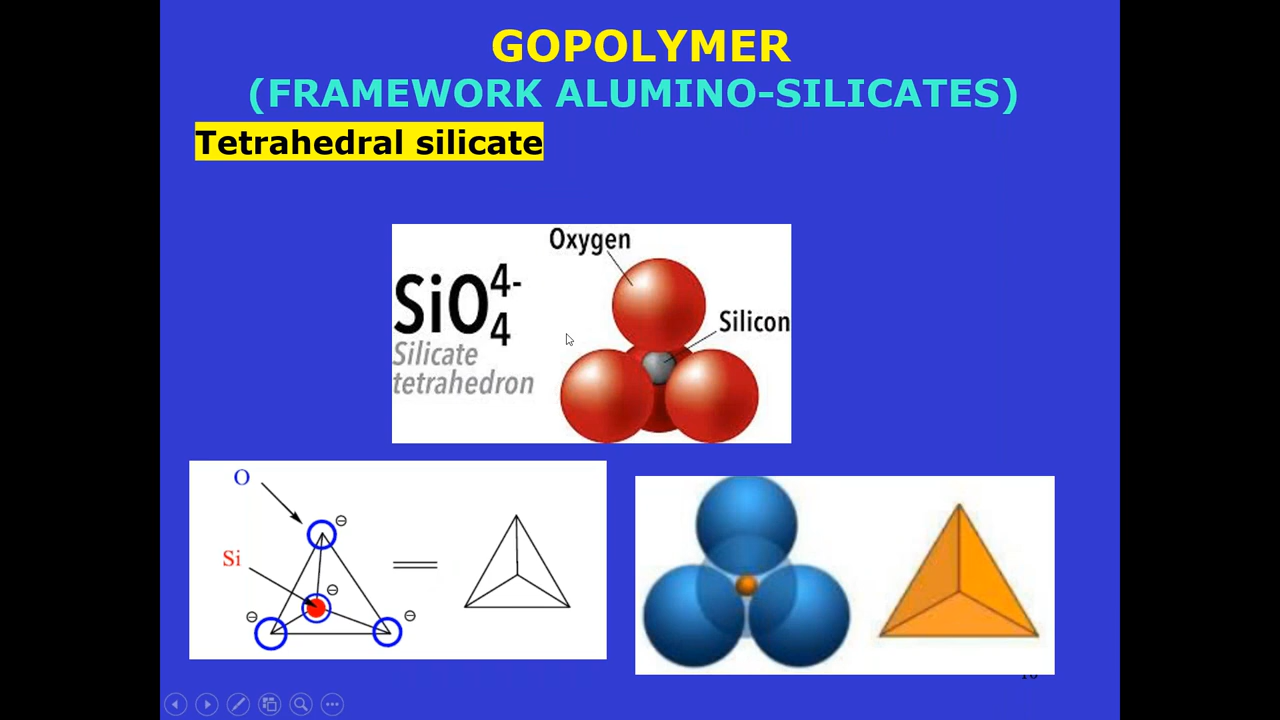 GOPOLYMER
(FRAMEWORK ALUMINO-SILICATES)
Tetrahedral silicate
Oxygen
SiO4 4-
Silicon
Silicate
tetrahedron
O
Si